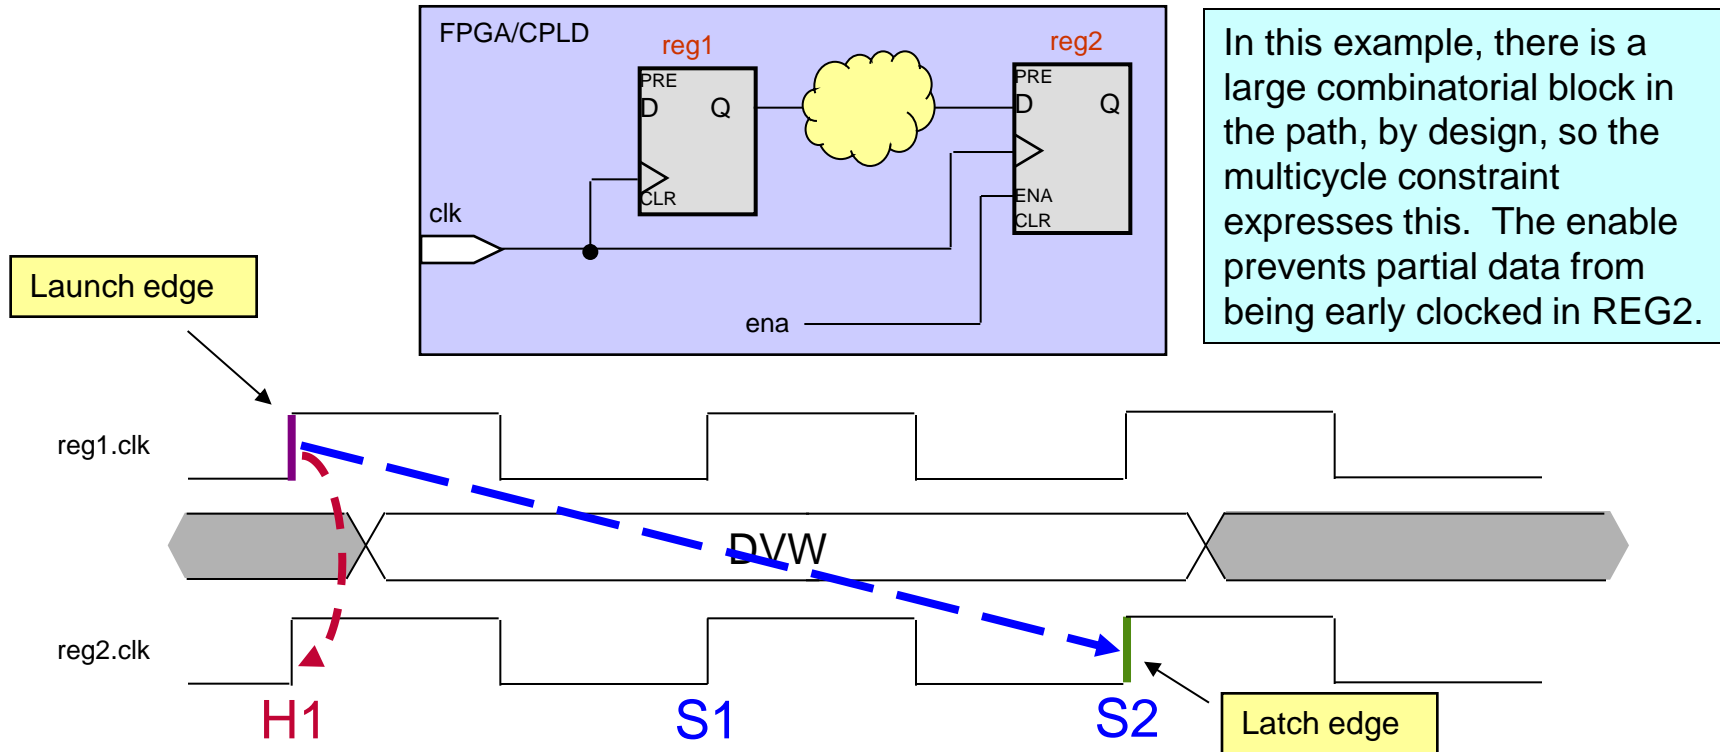 FPGA/CPLD
reg1
reg2
PRE
D
Q
CLR
PRE
D
Q
ENA
CLR
clk
ena
In this example, there is a
large combinatorial block in
the path, by design, so the
multicycle constraint
expresses this.  The enable
prevents partial data from
being early clocked in REG2.
Launch edge
reg1.clk
DVW
reg2.clk
H1
S1
S2
Latch edge